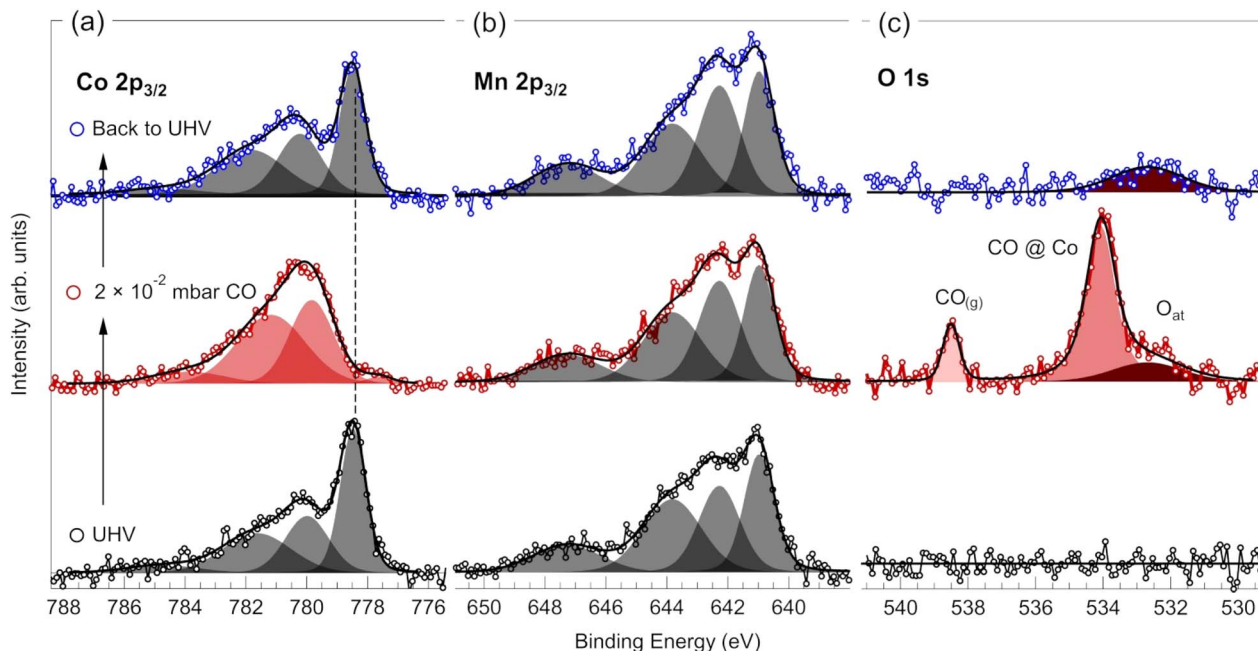 (a)
(b)
(c)
Co 2p3/2
Mn 2p3/2
O 1s
Back to UHV
2 × 10⁻² mbar CO
UHV
CO(g)
CO @ Co
Oat
Intensity (arb. units)
788 786 784 782 780 778 776
650 648 646 644 642 640
540 538 536 534 532 530
Binding Energy (eV)